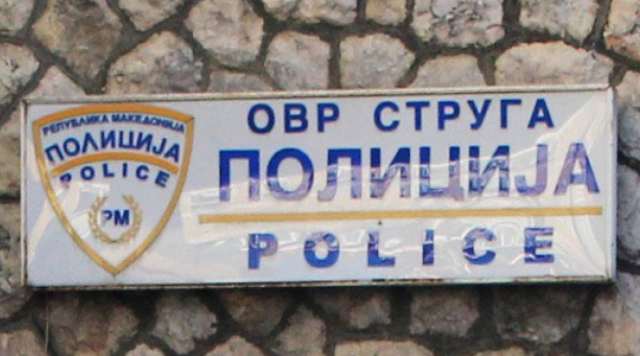 РЕПУБЛИКА МАКЕДОНИЈА
ПОЛИЦИЈА
POLICE
РМ
ОВР СТРУГА
ПОЛИЦИЈА
POLICE